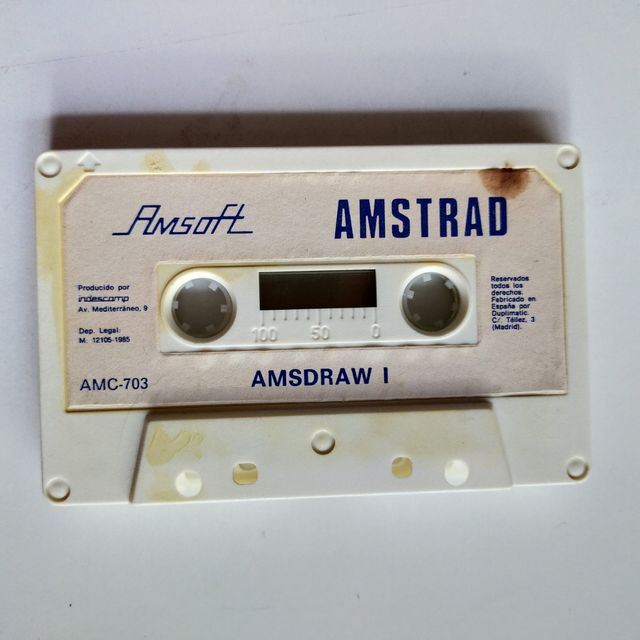 Amsoft
AMSTRAD
Producido por
indescomp
Av. Mediterráneo, 9
Dep. Legal:
M. 12105-1985
Reservados
todos los
derechos.
Fabricado en
España por
Duplimatic.
C/. Téllez, 3
(Madrid).
100 50 0
AMC-703
AMSDRAW I